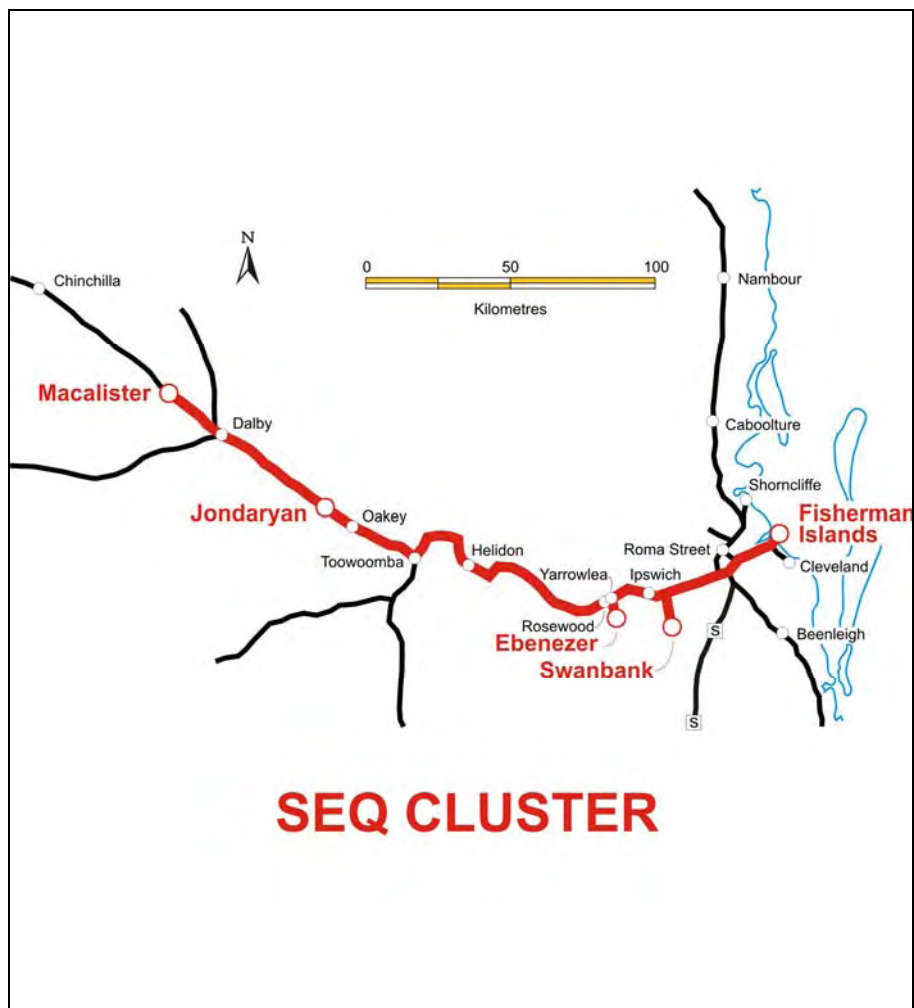 N
0 50 100
Kilometres
Chinchilla
Nambour
Macalister
Dalby
Caboolture
Shorncliffe
Jondaryan
Oakey
Fisherman
Islands
Toowoomba
Helidon
Roma Street
Cleveland
Yarrowlea
Ipswich
Rosewood
Ebenezer
S
Beenleigh
Swanbank
S
SEQ CLUSTER